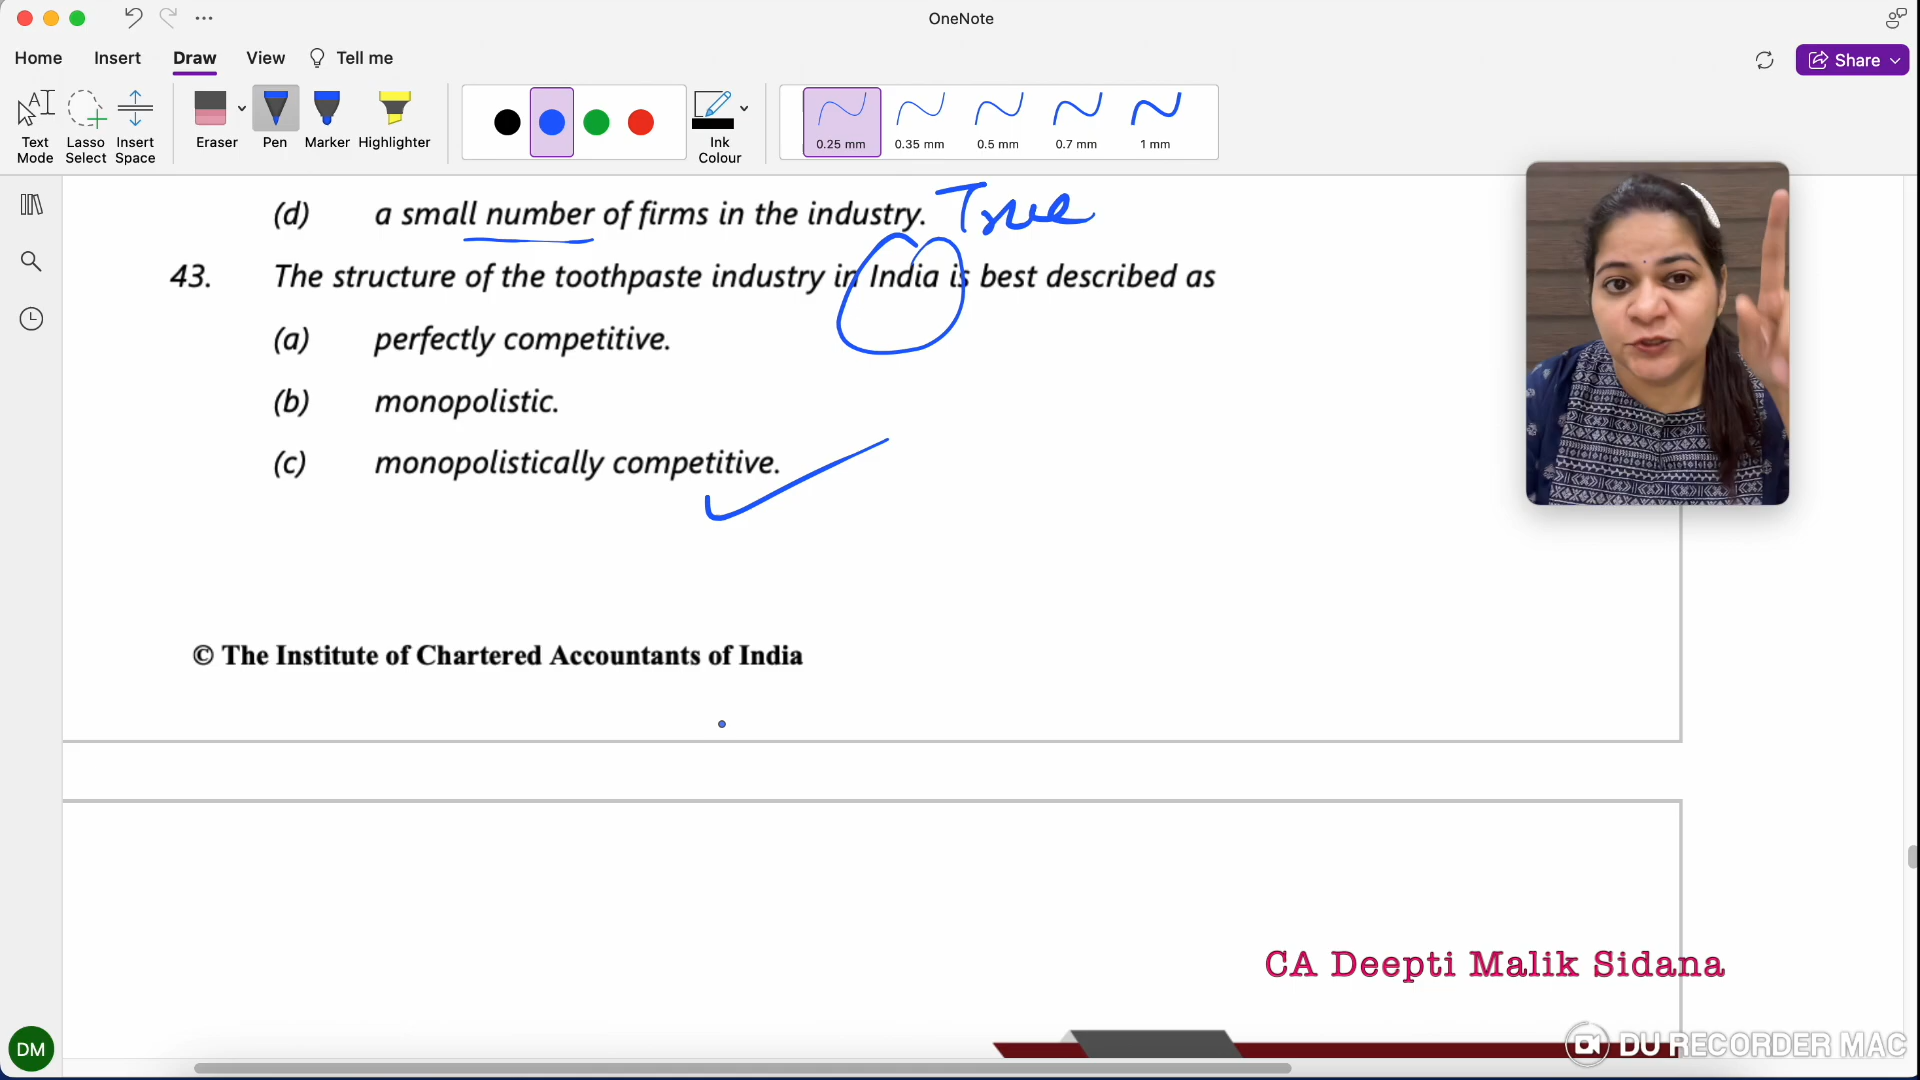 OneNote
Home Insert Draw View Tell me Share
Text Mode Lasso Select Insert Space Eraser Pen Marker Highlighter Ink Colour 0.25 mm 0.35 mm 0.5 mm 0.7 mm 1 mm
(d) a small number of firms in the industry. True
43. The structure of the toothpaste industry in India is best described as
(a) perfectly competitive.
(b) monopolistic.
(c) monopolistically competitive.
© The Institute of Chartered Accountants of India
CA Deepti Malik Sidana
DM
DU RECORDER MAC